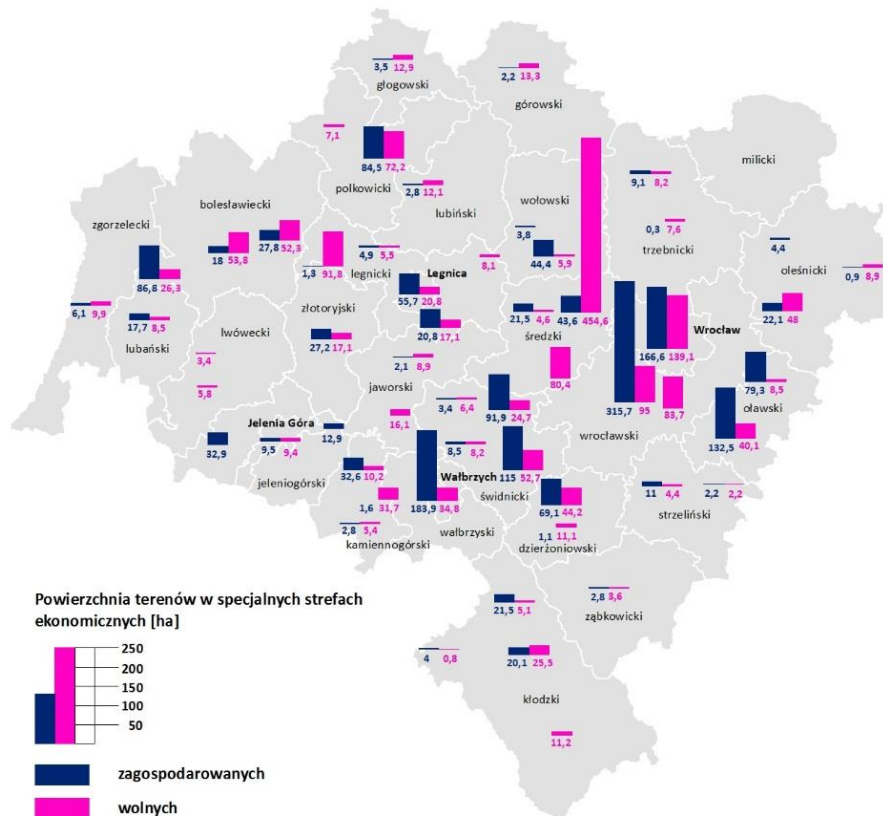 3,5 12,9
głogowski
2,2 13,3
górowski
7,1
84,5 72,2
polkowicki
2,8 12,1
lubiński
milicki
9,1 8,2
0,3 7,6
trzebnicki
wołowski
3,8
44,4 5,9
4,4
oleśnicki
0,9 8,9
22,1 48
zgorzelecki
86,8 26,3
6,1 9,9
bolesławiecki
18 53,8
27,8 52,3
1,3 91,8
4,9 5,5
legnicki
Legnica
55,7 20,8
20,8 17,1
8,1
21,5 4,6
43,6 454,6
średzki
80,4
166,6 139,1
Wrocław
315,7 95
83,7
wrocławski
79,3 8,5
oławski
132,5 40,1
17,7 8,5
lubański
lwówecki
3,4
5,8
złotoryjski
27,2 17,1
2,1 8,9
jaworski
16,1
3,4 6,4
91,9 24,7
Jelenia Góra
12,9
32,9
9,5 9,4
jeleniogórski
32,6 10,2
1,6 31,7
2,8 5,4
kamiennogórski
8,5 8,2
Wałbrzych
183,9 34,8
wałbrzyski
115 52,7
świdnicki
69,1 44,2
1,1 11,1
dzierżoniowski
11 4,4
2,2 2,2
strzeliński
21,5 5,1
2,8 3,6
ząbkowicki
4 0,8
20,1 25,5
kłodzki
11,2
Powierzchnia terenów w specjalnych strefach
ekonomicznych [ha]
250
200
150
100
50
zagospodarowanych
wolnych